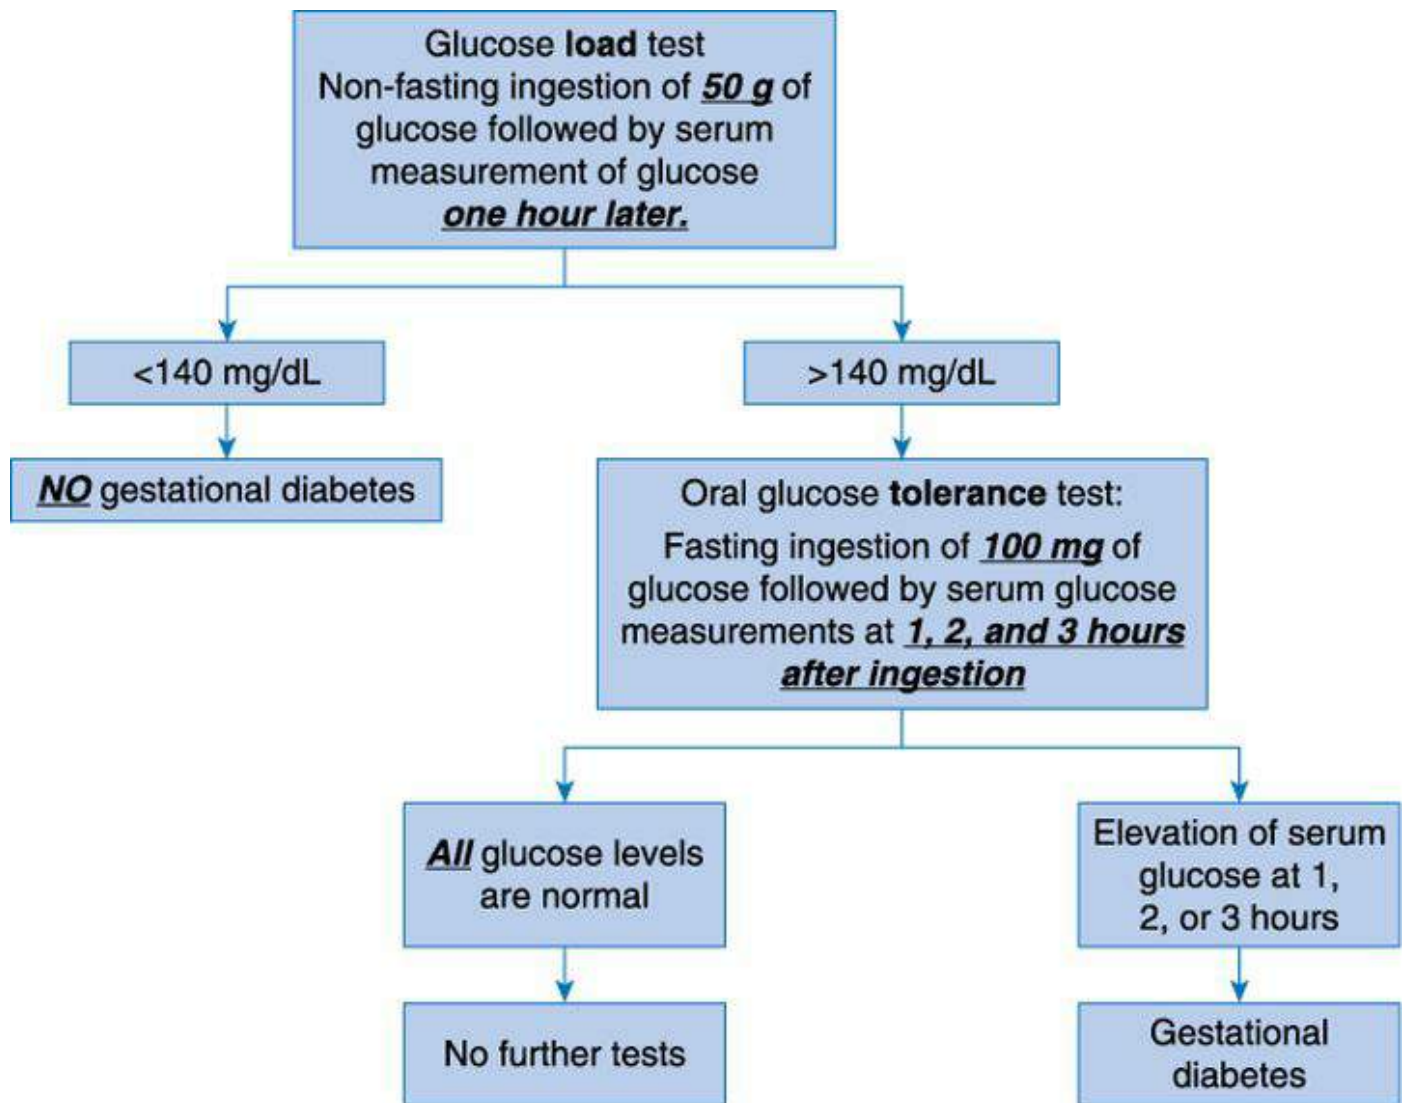 Glucose load test
Non-fasting ingestion of 50 g of
glucose followed by serum
measurement of glucose
one hour later.
<140 mg/dL
>140 mg/dL
NO gestational diabetes
Oral glucose tolerance test:
Fasting ingestion of 100 mg of
glucose followed by serum glucose
measurements at 1, 2, and 3 hours
after ingestion
All glucose levels
are normal
Elevation of serum
glucose at 1,
2, or 3 hours
No further tests
Gestational
diabetes